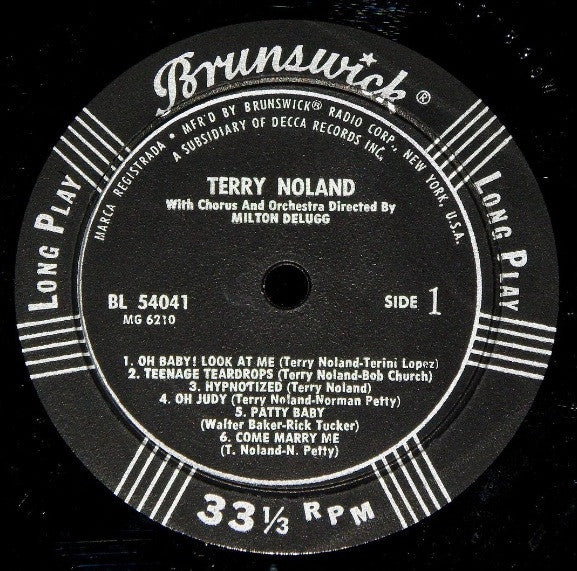 Brunswick ®
MARCA REGISTRADA • MFR'D BY BRUNSWICK® RADIO CORP., NEW YORK, U.S.A.
A SUBSIDIARY OF DECCA RECORDS INC.
LONG PLAY
LONG PLAY
TERRY NOLAND
With Chorus And Orchestra Directed By
MILTON DELUGG
BL 54041
SIDE 1
MG 6210
1. OH BABY! LOOK AT ME (Terry Noland-Terini Lopez)
2. TEENAGE TEARDROPS (Terry Noland-Bob Church)
3. HYPNOTIZED (Terry Noland)
4. OH JUDY (Terry Noland-Norman Petty)
5. PATTY BABY
(Walter Baker-Rick Tucker)
6. COME MARRY ME
(T. Noland-N. Petty)
33 1/3 RPM